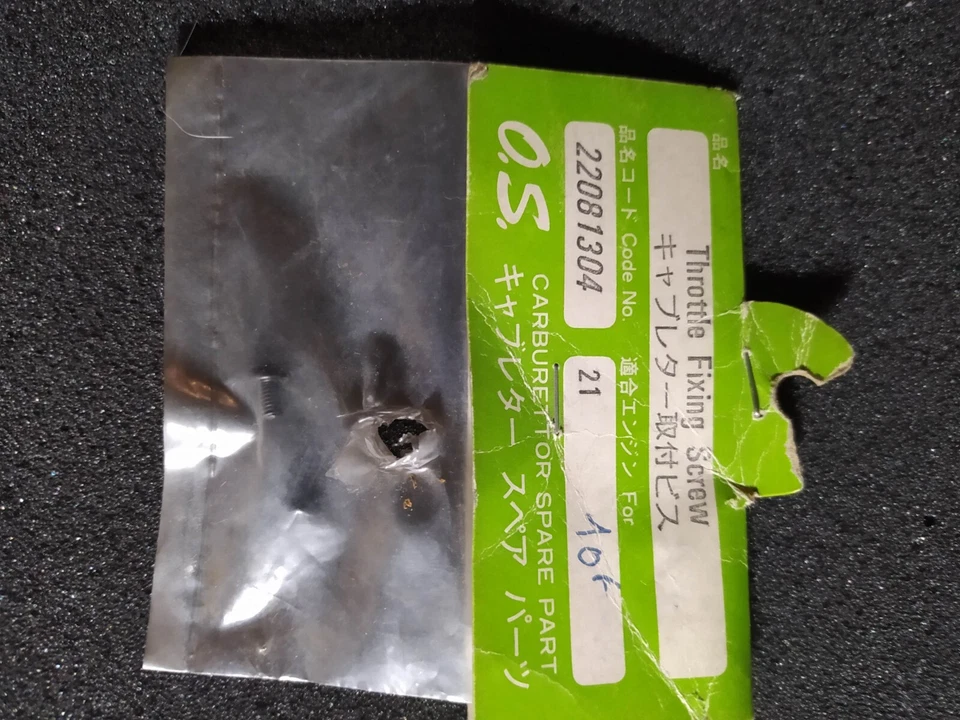 品名
Throttle Fixing Screw
キャブレター取付ビス
品名コード Code No.
適合エンジン For
22081304
21
10f
O.S.
CARBURETTOR SPARE PART
キャブレター スペア パーツ